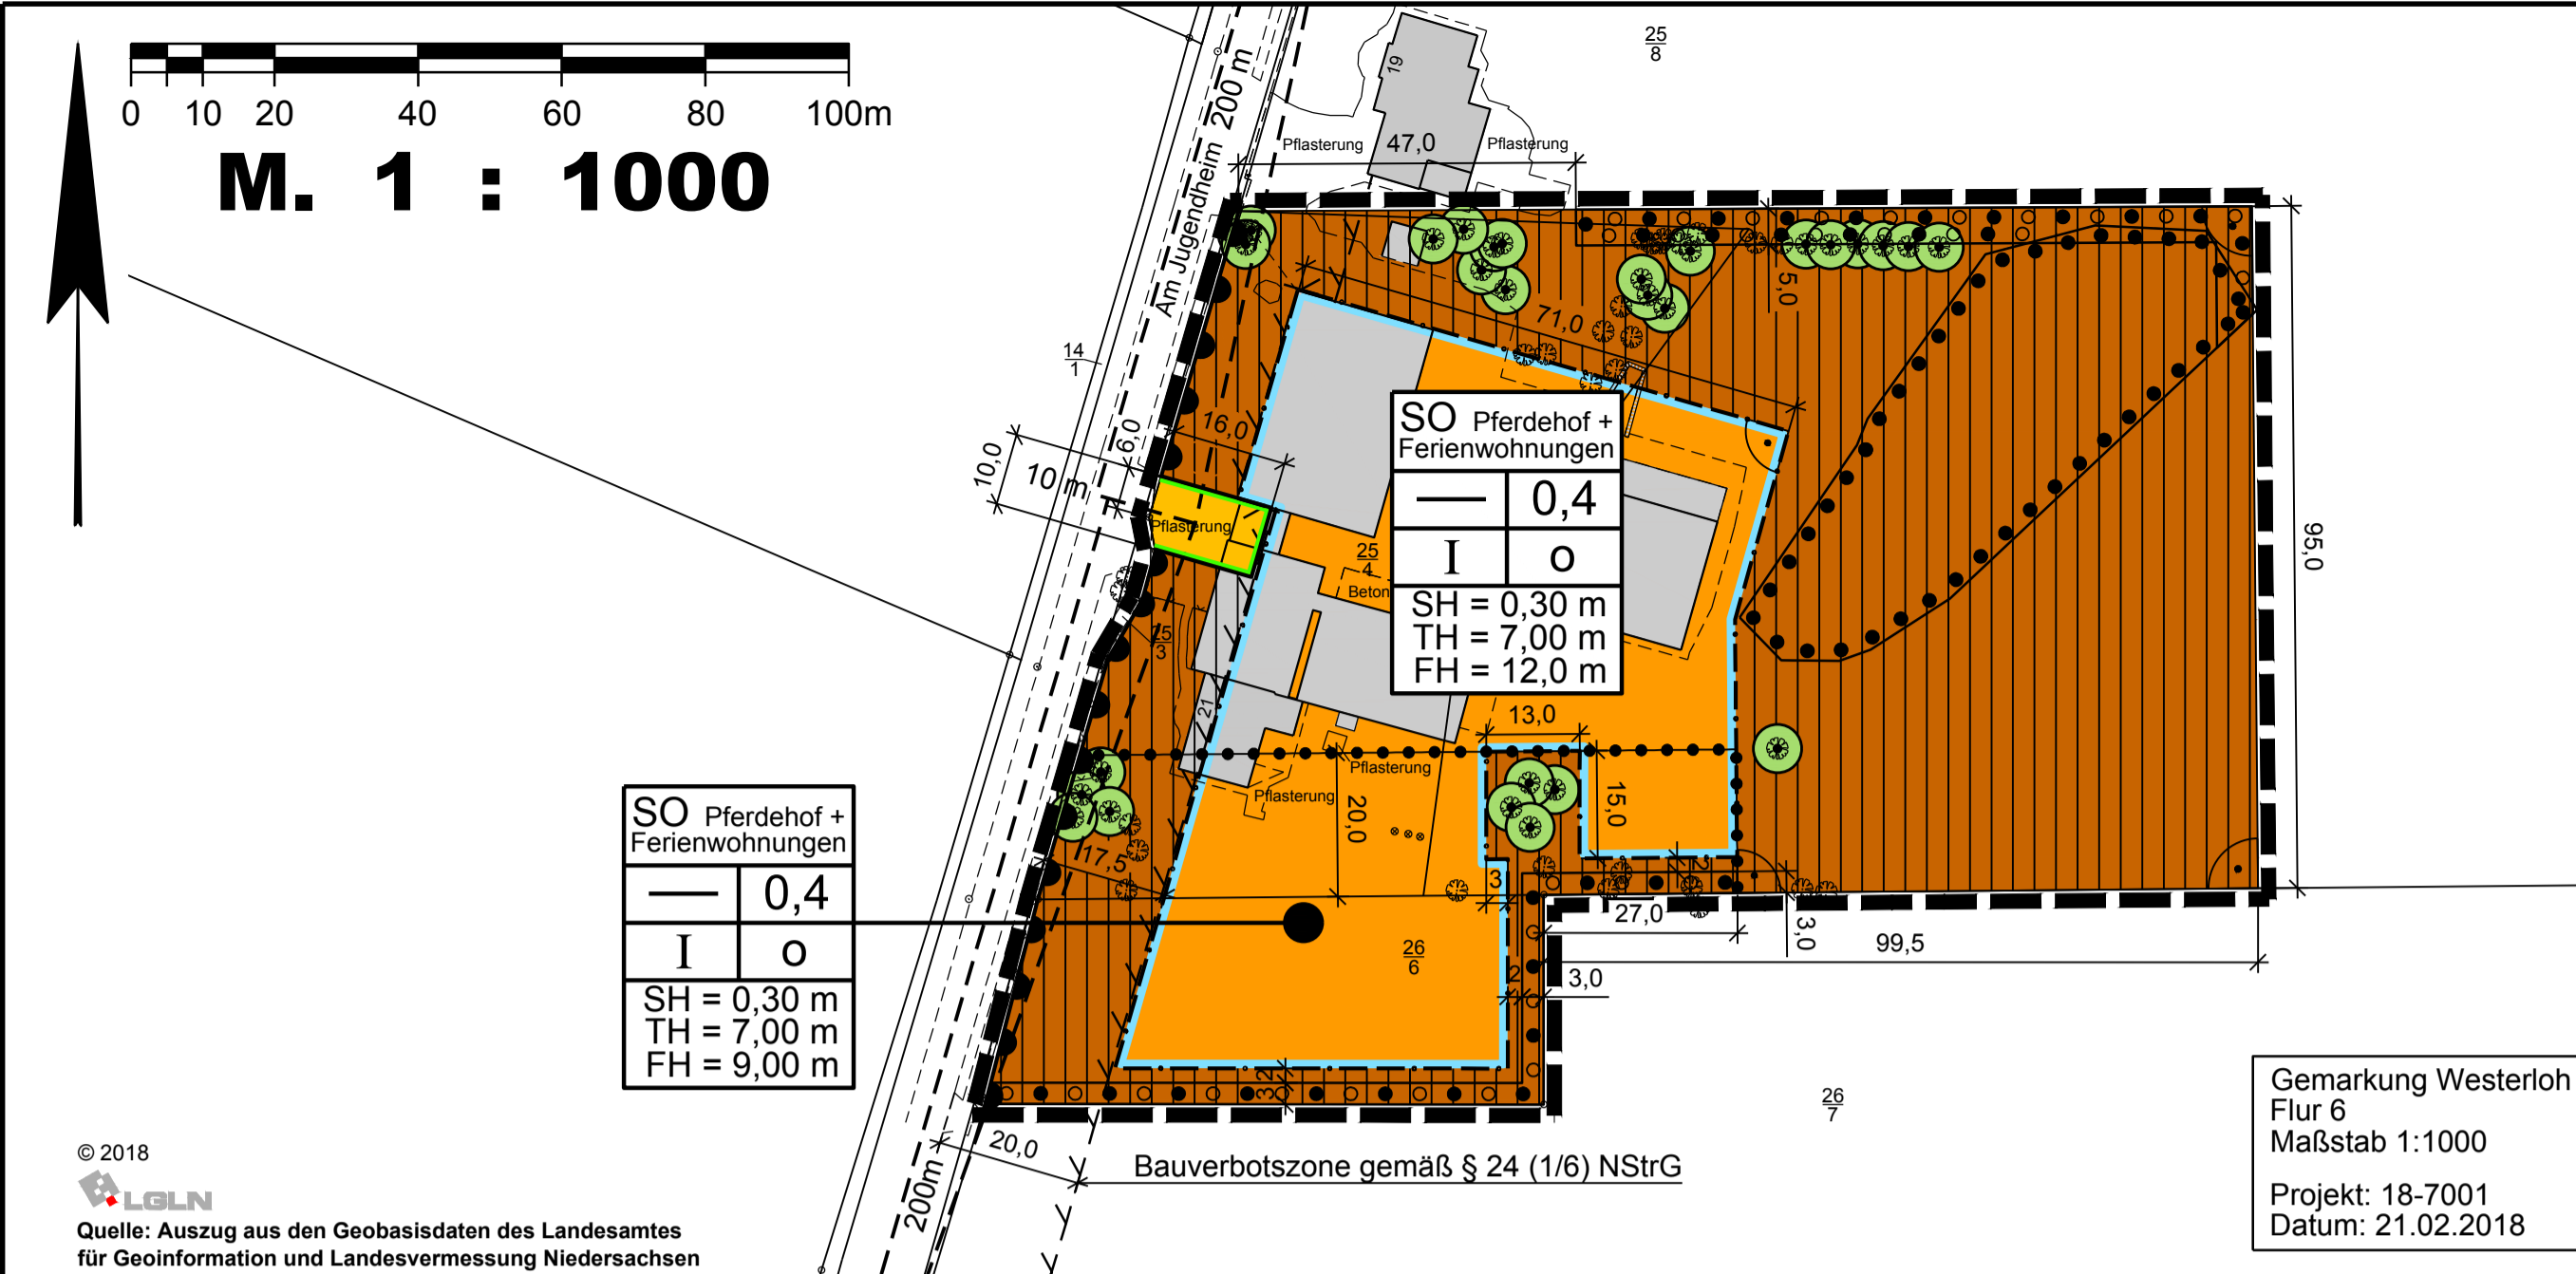 0 10 20 40 60 80 100m
M. 1 : 1000
Am Jugendheim 200 m
19
25
8
Pflasterung
47,0
Pflasterung
14
1
71,0
5,0
6,0
16,0
10,0
10 m
Pflasterung
SO Pferdehof +
Ferienwohnungen
0,4
I o
SH = 0,30 m
TH = 7,00 m
FH = 12,0 m
25
4
Beton
95,0
25
3
21
13,0
Pflasterung
Pflasterung
20,0
15,0
17,5
3
2
27,0
3,0
99,5
SO Pferdehof +
Ferienwohnungen
0,4
I o
SH = 0,30 m
TH = 7,00 m
FH = 9,00 m
26
6
2
3,0
3 2
26
7
20,0
200m
Bauverbotszone gemäß § 24 (1/6) NStrG
Gemarkung Westerloh
Flur 6
Maßstab 1:1000
Projekt: 18-7001
Datum: 21.02.2018
© 2018
LGLN
Quelle: Auszug aus den Geobasisdaten des Landesamtes
für Geoinformation und Landesvermessung Niedersachsen